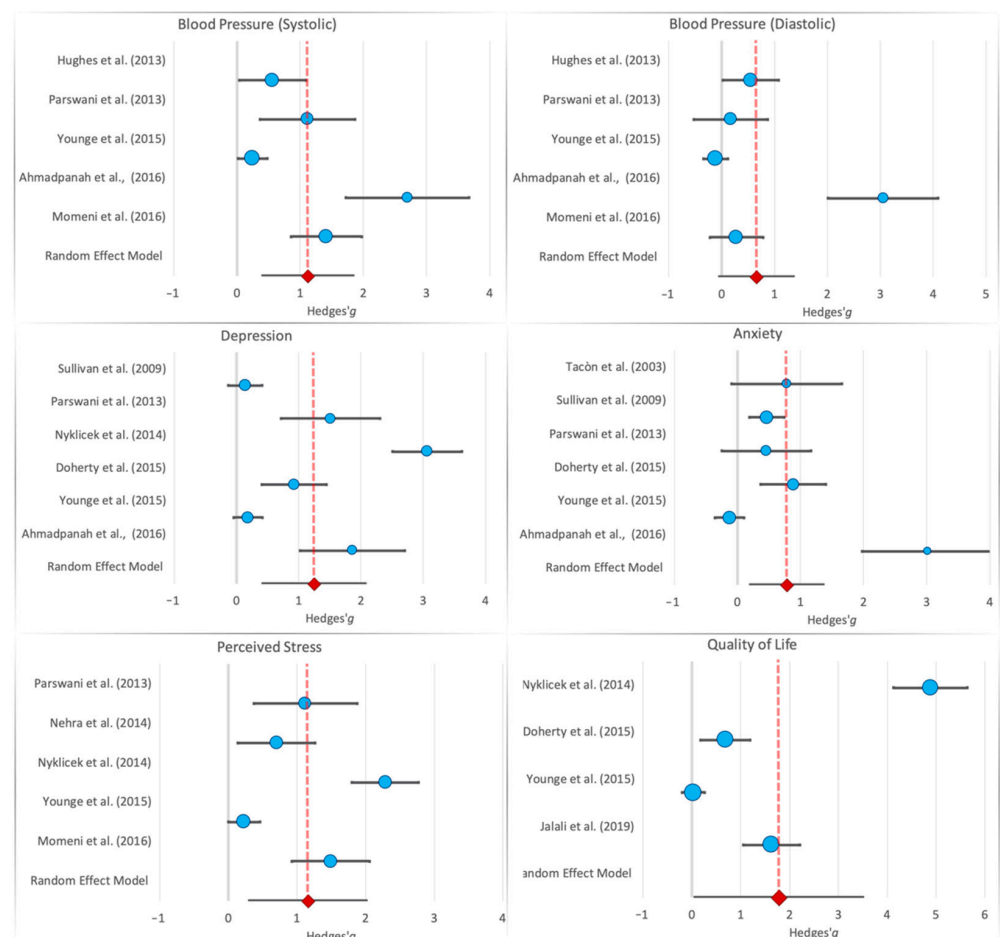 Blood Pressure (Systolic)
Hughes et al. (2013)
Parswani et al. (2013)
Younge et al. (2015)
Ahmadpanah et al., (2016)
Momeni et al. (2016)
Random Effect Model
−1 0 1 2 3 4
Hedges'g
Blood Pressure (Diastolic)
Hughes et al. (2013)
Parswani et al. (2013)
Younge et al. (2015)
Ahmadpanah et al., (2016)
Momeni et al. (2016)
Random Effect Model
−1 0 1 2 3 4 5
Hedges'g
Depression
Sullivan et al. (2009)
Parswani et al. (2013)
Nyklicek et al. (2014)
Doherty et al. (2015)
Younge et al. (2015)
Ahmadpanah et al., (2016)
Random Effect Model
−1 0 1 2 3 4
Hedges'g
Anxiety
Tacòn et al. (2003)
Sullivan et al. (2009)
Parswani et al. (2013)
Doherty et al. (2015)
Younge et al. (2015)
Ahmadpanah et al., (2016)
Random Effect Model
−1 0 1 2 3 4
Hedges'g
Perceived Stress
Parswani et al. (2013)
Nehra et al. (2014)
Nyklicek et al. (2014)
Younge et al. (2015)
Momeni et al. (2016)
Random Effect Model
−1 0 1 2 3 4
Hedges'g
Quality of Life
Nyklicek et al. (2014)
Doherty et al. (2015)
Younge et al. (2015)
Jalali et al. (2019)
andom Effect Model
−1 0 1 2 3 4 5 6
Hedges'g